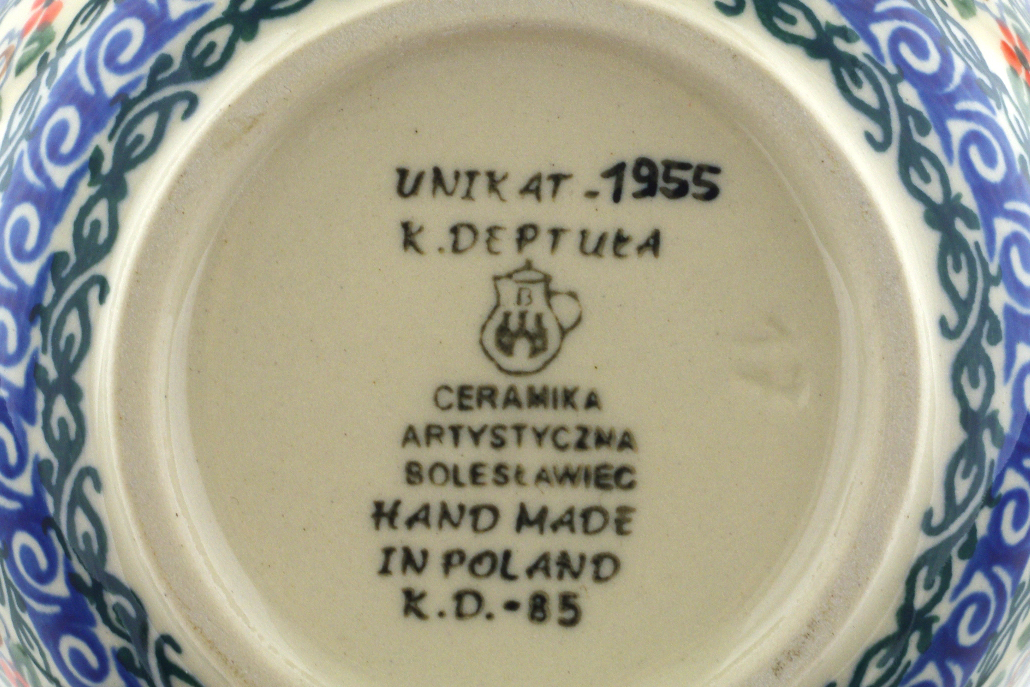 UNIKAT-1955
K.DEPTUŁA
B
CERAMIKA
ARTYSTYCZNA
BOLESŁAWIEC
HAND MADE
IN POLAND
K.D.•85